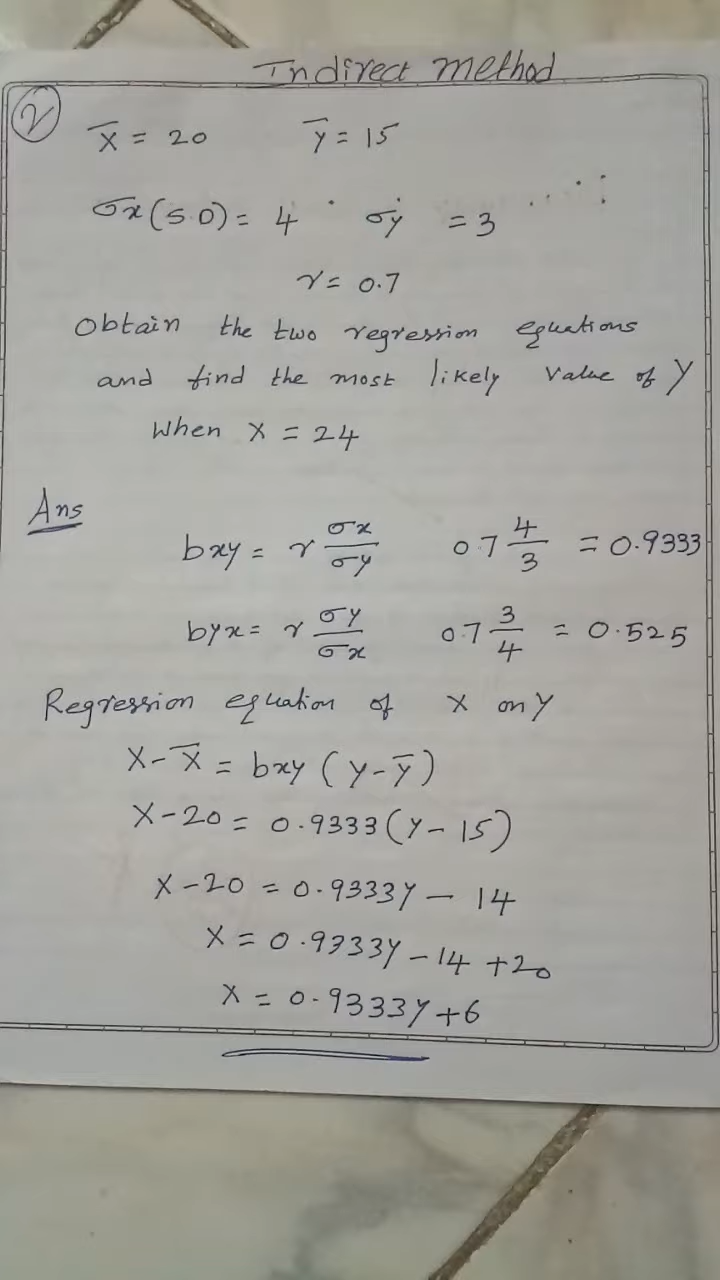 Indirect method
2
X̅ = 20 Y̅ = 15
σx (S.D) = 4 σy = 3
r = 0.7
Obtain the two regression equations
and find the most likely value of Y
When X = 24
Ans
bxy = r σx/σy 0.7 4/3 = 0.9333
byx = r σy/σx 0.7 3/4 = 0.525
Regression equation of X on Y
X - X̅ = bxy (Y - Y̅)
X - 20 = 0.9333 (Y - 15)
X - 20 = 0.9333Y - 14
X = 0.9333Y - 14 + 20
X = 0.9333Y + 6